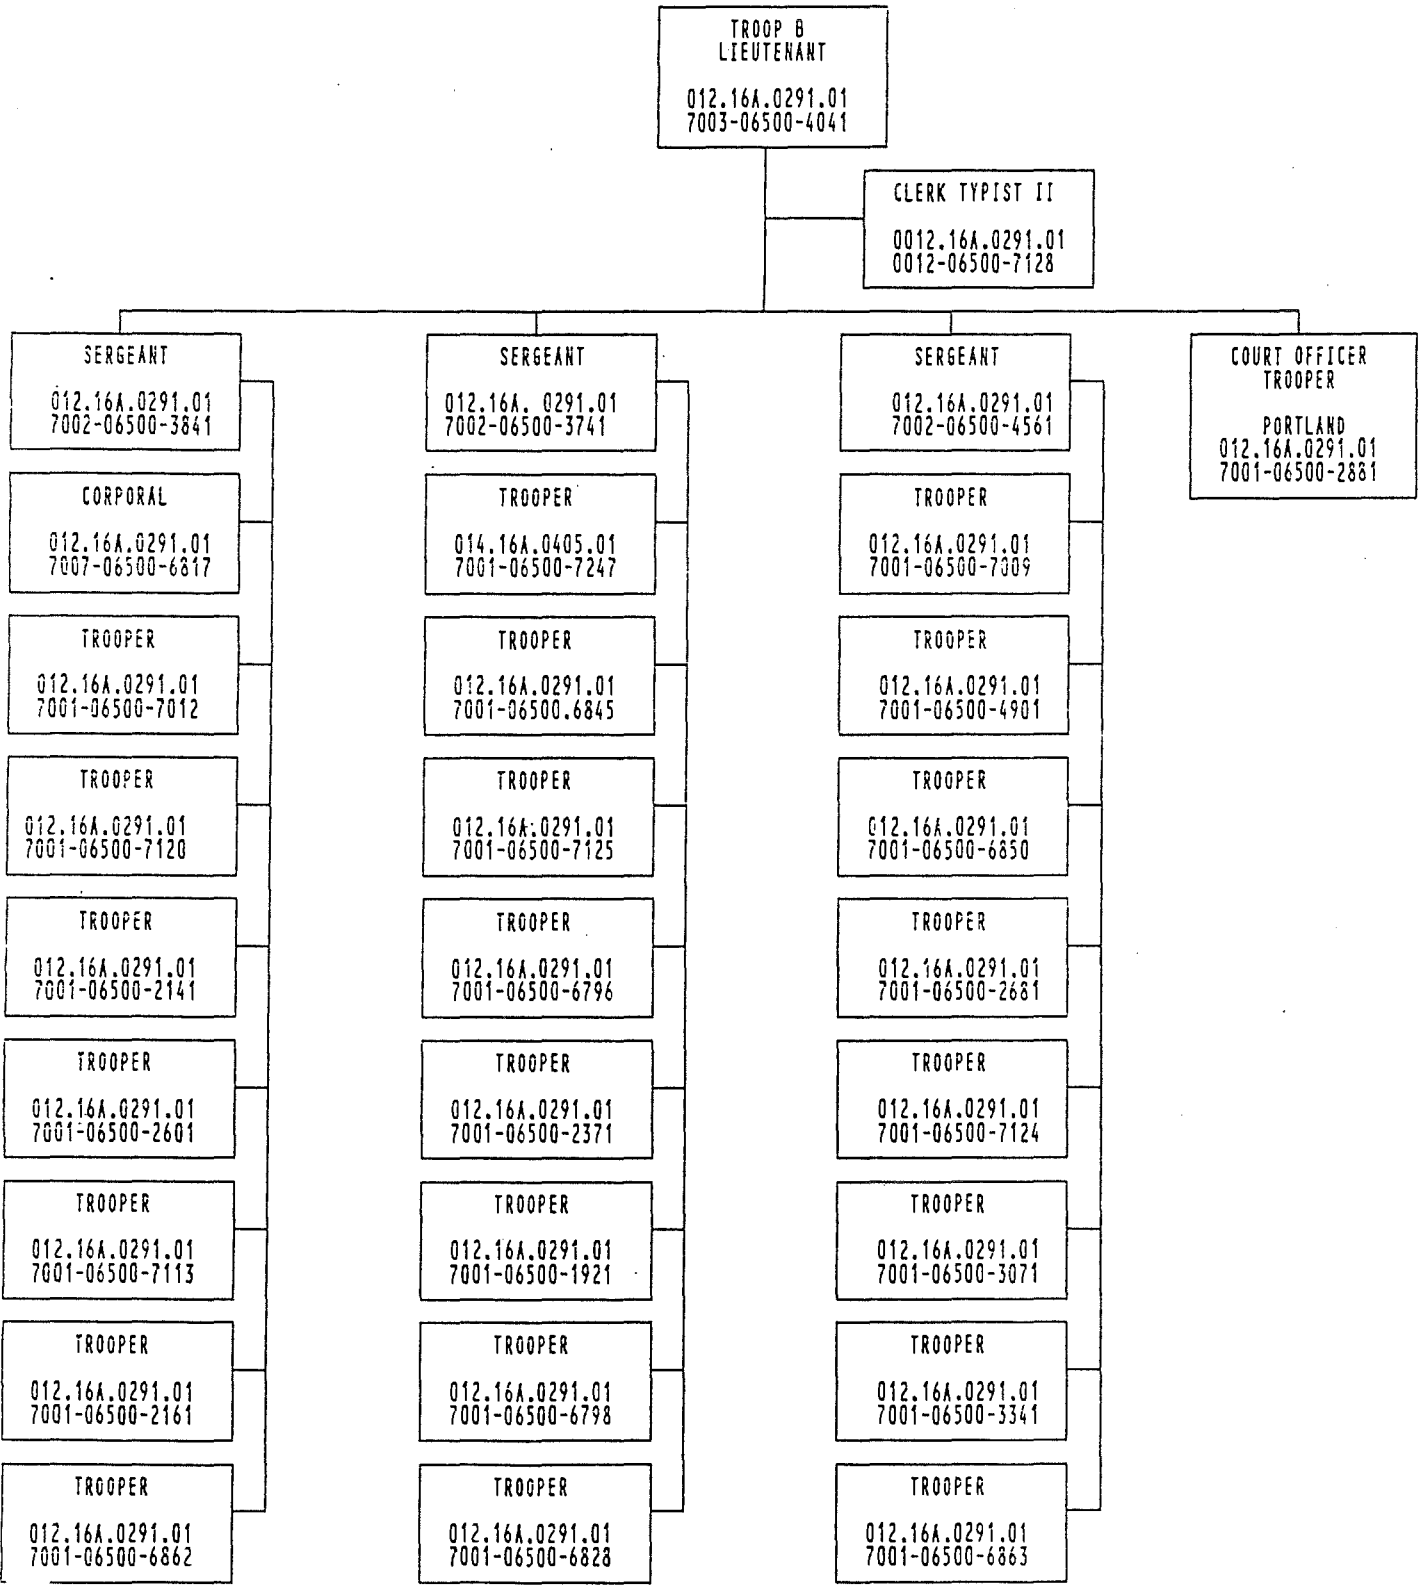 TROOP B
LIEUTENANT
012.16A.0291.01
7003-06500-4041
CLERK TYPIST II
0012.16A.0291.01
0012-06500-7128
SERGEANT
012.16A.0291.01
7002-06500-3841
CORPORAL
012.16A.0291.01
7007-06500-6817
TROOPER
012.16A.0291.01
7001-06500-7012
TROOPER
012.16A.0291.01
7001-06500-7120
TROOPER
012.16A.0291.01
7001-06500-2141
TROOPER
012.16A.0291.01
7001-06500-2601
TROOPER
012.16A.0291.01
7001-06500-7113
TROOPER
012.16A.0291.01
7001-06500-2161
TROOPER
012.16A.0291.01
7001-06500-6862
SERGEANT
012.16A. 0291.01
7002-06500-3741
TROOPER
014.16A.0405.01
7001-06500-7247
TROOPER
012.16A.0291.01
7001-06500.6845
TROOPER
012.16A.0291.01
7001-06500-7125
TROOPER
012.16A.0291.01
7001-06500-6796
TROOPER
012.16A.0291.01
7001-06500-2371
TROOPER
012.16A.0291.01
7001-06500-1921
TROOPER
012.16A.0291.01
7001-06500-6798
TROOPER
012.16A.0291.01
7001-06500-6828
SERGEANT
012.16A.0291.01
7002-06500-4561
TROOPER
012.16A.0291.01
7001-06500-7009
TROOPER
012.16A.0291.01
7001-06500-4901
TROOPER
012.16A.0291.01
7001-06500-6850
TROOPER
012.16A.0291.01
7001-06500-2681
TROOPER
012.16A.0291.01
7001-06500-7124
TROOPER
012.16A.0291.01
7001-06500-3071
TROOPER
012.16A.0291.01
7001-06500-3341
TROOPER
012.16A.0291.01
7001-06500-6863
COURT OFFICER
TROOPER
PORTLAND
012.16A.0291.01
7001-06500-2881